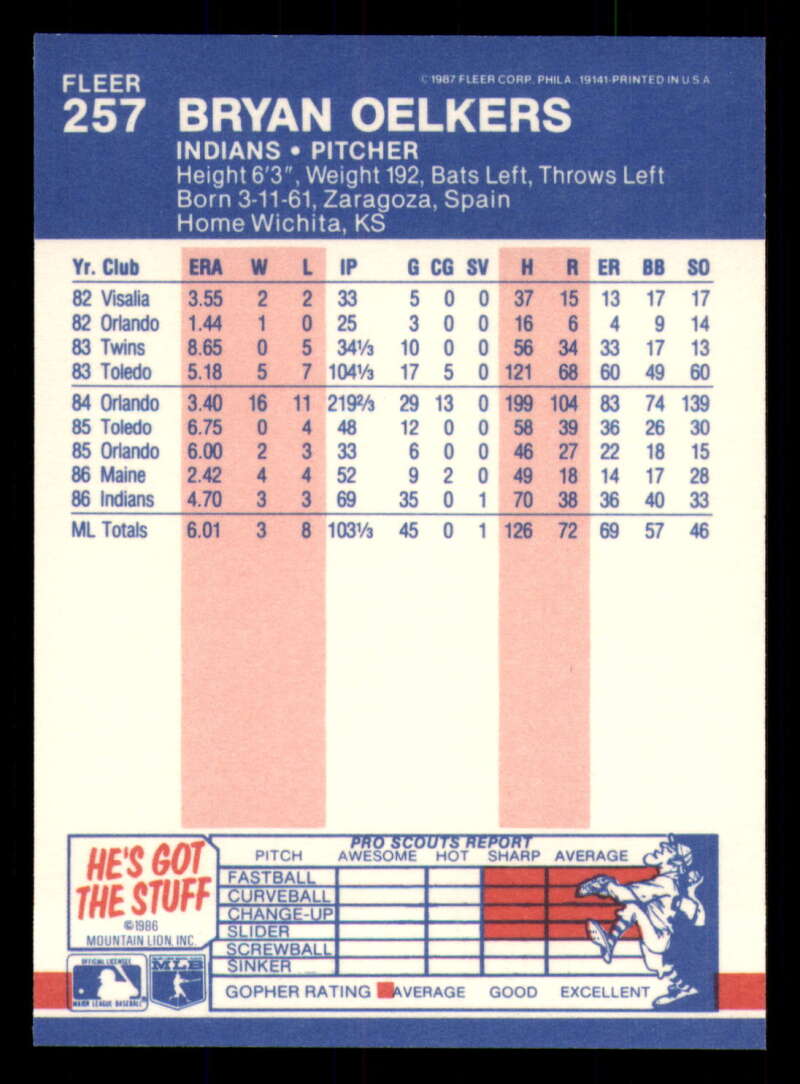 FLEER
© 1987 FLEER CORP. PHILA. 19141-PRINTED IN U.S.A.
257 BRYAN OELKERS
INDIANS • PITCHER
Height 6'3", Weight 192, Bats Left, Throws Left
Born 3-11-61, Zaragoza, Spain
Home Wichita, KS
Yr. Club ERA W L IP G CG SV H R ER BB SO
82 Visalia 3.55 2 2 33 5 0 0 37 15 13 17 17
82 Orlando 1.44 1 0 25 3 0 0 16 6 4 9 14
83 Twins 8.65 0 5 34⅓ 10 0 0 56 34 33 17 13
83 Toledo 5.18 5 7 104⅓ 17 5 0 121 68 60 49 60
84 Orlando 3.40 16 11 219⅔ 29 13 0 199 104 83 74 139
85 Toledo 6.75 0 4 48 12 0 0 58 39 36 26 30
85 Orlando 6.00 2 3 33 6 0 0 46 27 22 18 15
86 Maine 2.42 4 4 52 9 2 0 49 18 14 17 28
86 Indians 4.70 3 3 69 35 0 1 70 38 36 40 33
ML Totals 6.01 3 8 103⅓ 45 0 1 126 72 69 57 46
HE'S GOT
THE STUFF
©1986
MOUNTAIN LION, INC.
PRO SCOUTS REPORT
PITCH AWESOME HOT SHARP AVERAGE
FASTBALL
CURVEBALL
CHANGE-UP
SLIDER
SCREWBALL
SINKER
GOPHER RATING AVERAGE GOOD EXCELLENT
OFFICIAL LICENSEE
MAJOR LEAGUE BASEBALL
MLB